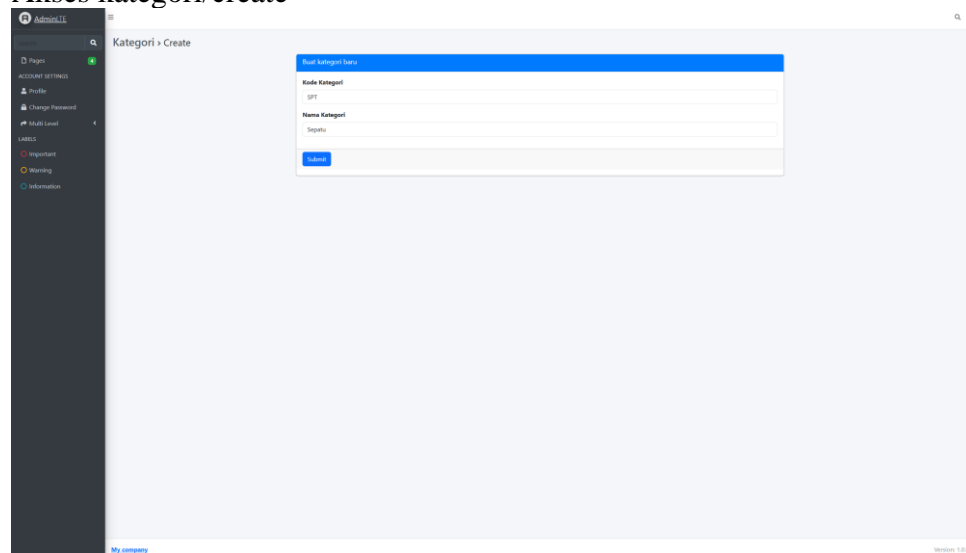 Akses kategori/create
AdminLTE
Pages 4
ACCOUNT SETTINGS
Profile
Change Password
Multi Level
LABELS
Important
Warning
Information
Kategori > Create
Buat kategori baru
Kode Kategori
SPT
Nama Kategori
Sepatu
Submit
My company